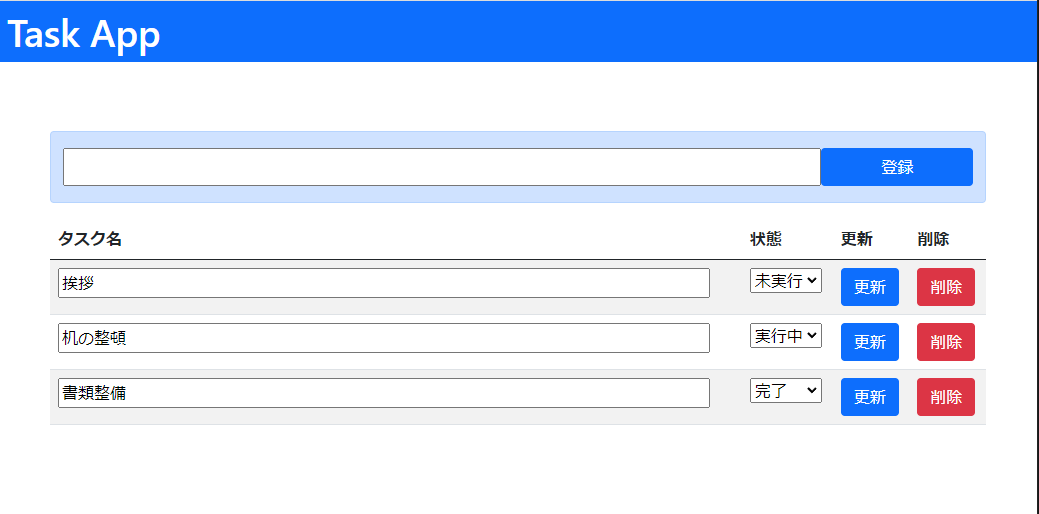 Task App
登録
タスク名 状態 更新 削除
挨拶 未実行 更新 削除
机の整頓 実行中 更新 削除
書類整備 完了 更新 削除